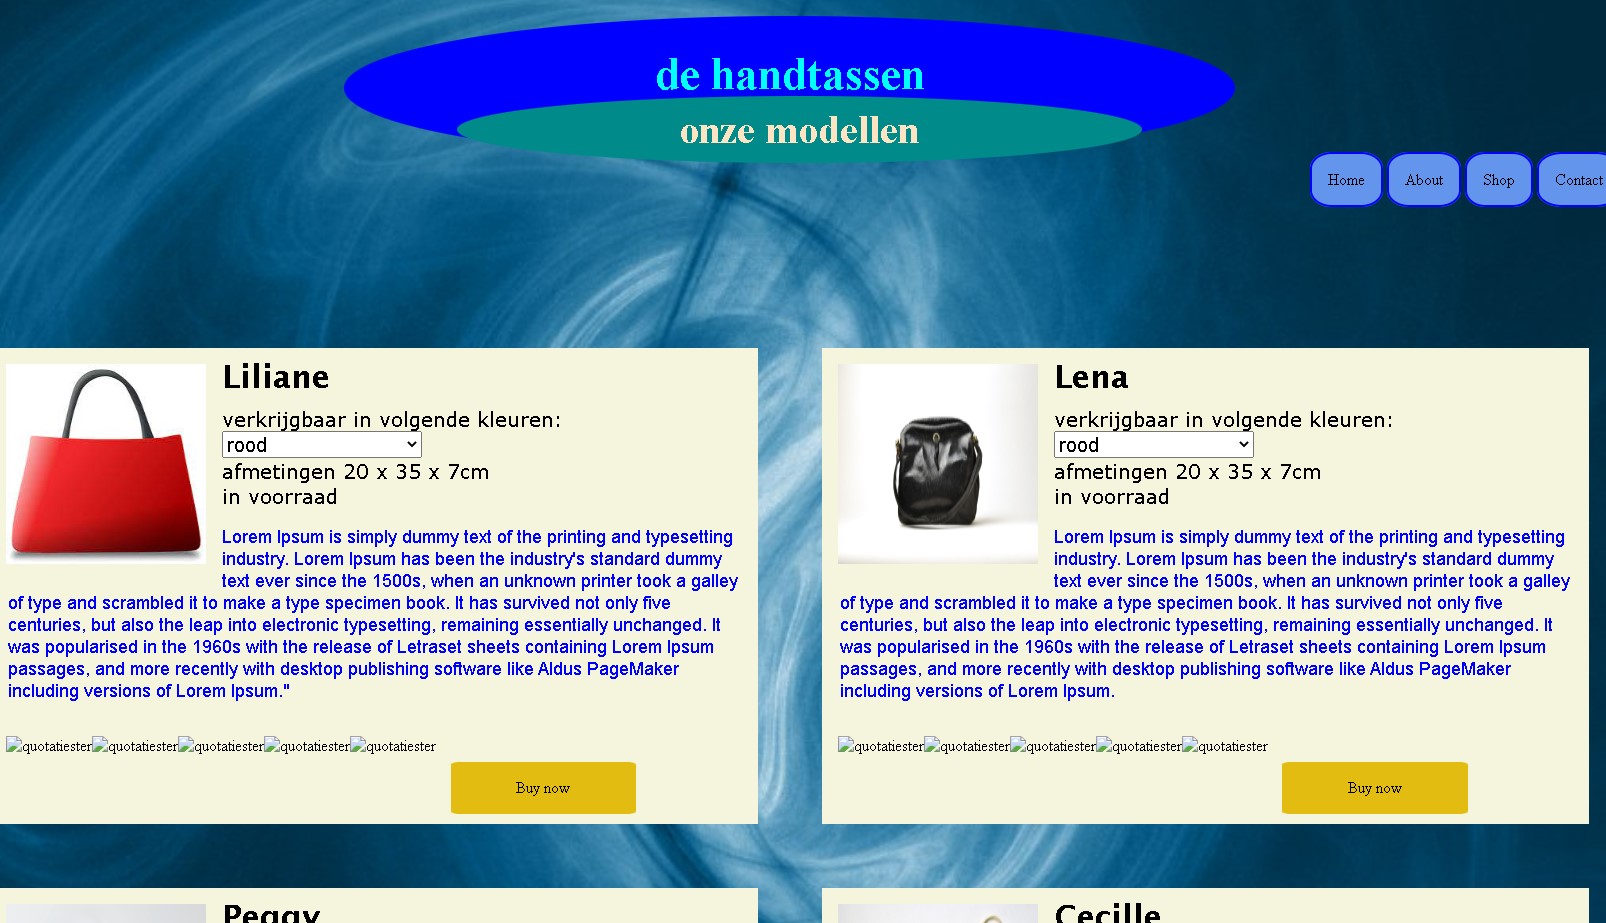 de handtassen
onze modellen
Home
About
Shop
Contact
Liliane
verkrijgbaar in volgende kleuren:
rood
afmetingen 20 x 35 x 7cm
in voorraad
Lorem Ipsum is simply dummy text of the printing and typesetting
industry. Lorem Ipsum has been the industry's standard dummy
text ever since the 1500s, when an unknown printer took a galley
of type and scrambled it to make a type specimen book. It has survived not only five
centuries, but also the leap into electronic typesetting, remaining essentially unchanged. It
was popularised in the 1960s with the release of Letraset sheets containing Lorem Ipsum
passages, and more recently with desktop publishing software like Aldus PageMaker
including versions of Lorem Ipsum."
quotatiester quotatiester quotatiester quotatiester quotatiester
Buy now
Lena
verkrijgbaar in volgende kleuren:
rood
afmetingen 20 x 35 x 7cm
in voorraad
Lorem Ipsum is simply dummy text of the printing and typesetting
industry. Lorem Ipsum has been the industry's standard dummy
text ever since the 1500s, when an unknown printer took a galley
of type and scrambled it to make a type specimen book. It has survived not only five
centuries, but also the leap into electronic typesetting, remaining essentially unchanged. It
was popularised in the 1960s with the release of Letraset sheets containing Lorem Ipsum
passages, and more recently with desktop publishing software like Aldus PageMaker
including versions of Lorem Ipsum.
quotatiester quotatiester quotatiester quotatiester quotatiester
Buy now
Peggy
Cecille